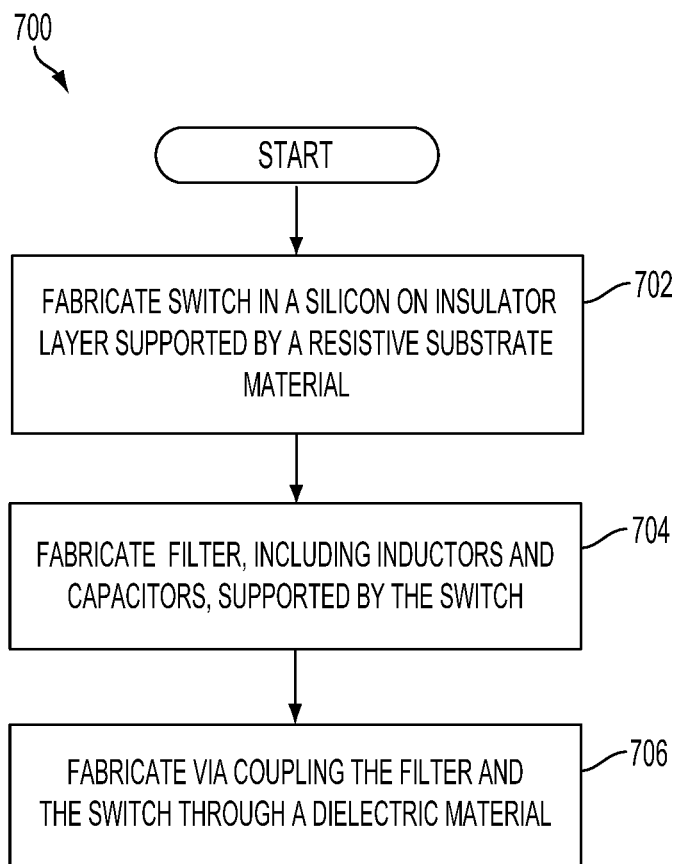 700
START
FABRICATE SWITCH IN A SILICON ON INSULATOR
LAYER SUPPORTED BY A RESISTIVE SUBSTRATE
MATERIAL
702
FABRICATE FILTER, INCLUDING INDUCTORS AND
CAPACITORS, SUPPORTED BY THE SWITCH
704
FABRICATE VIA COUPLING THE FILTER AND
THE SWITCH THROUGH A DIELECTRIC MATERIAL
706